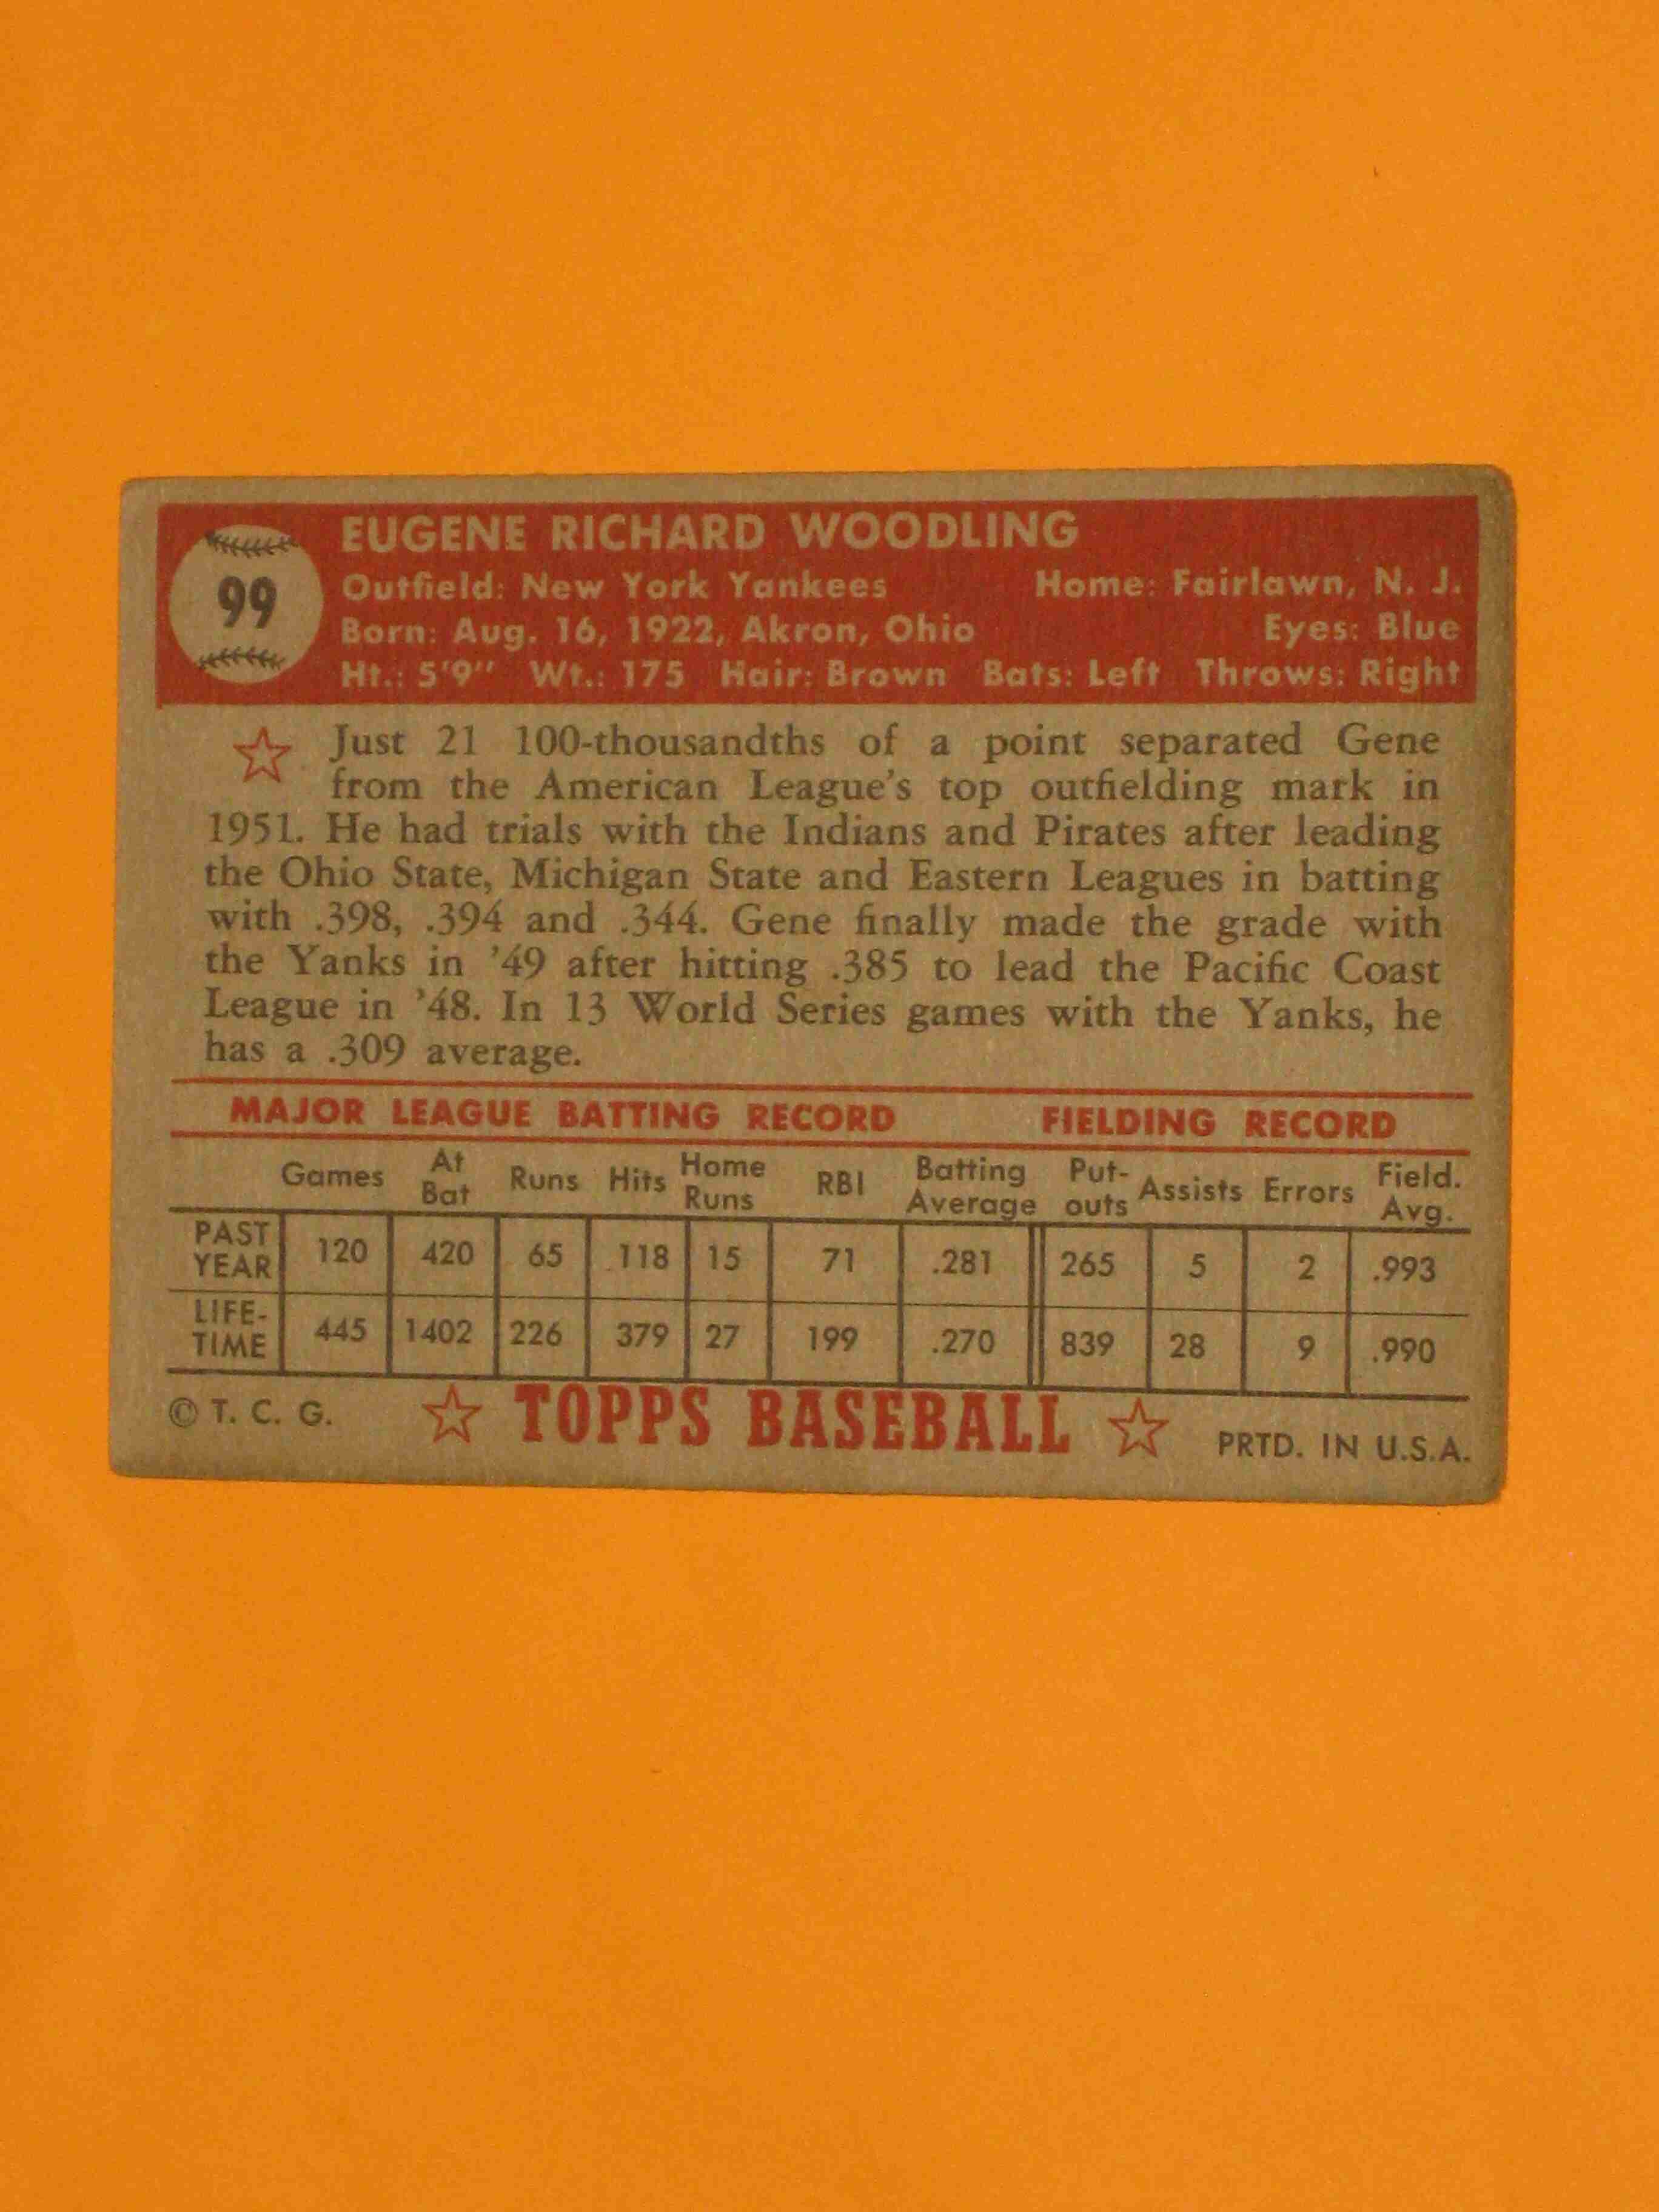 99
EUGENE RICHARD WOODLING
Outfield: New York Yankees Home: Fairlawn, N. J.
Born: Aug. 16, 1922, Akron, Ohio Eyes: Blue
Ht.: 5'9" Wt.: 175 Hair: Brown Bats: Left Throws: Right
Just 21 100-thousandths of a point separated Gene
from the American League's top outfielding mark in
1951. He had trials with the Indians and Pirates after leading
the Ohio State, Michigan State and Eastern Leagues in batting
with .398, .394 and .344. Gene finally made the grade with
the Yanks in '49 after hitting .385 to lead the Pacific Coast
League in '48. In 13 World Series games with the Yanks, he
has a .309 average.
MAJOR LEAGUE BATTING RECORD FIELDING RECORD
Games At Bat Runs Hits Home Runs RBI Batting Average Put-outs Assists Errors Field. Avg.
PAST YEAR 120 420 65 118 15 71 .281 265 5 2 .993
LIFE-TIME 445 1402 226 379 27 199 .270 839 28 9 .990
© T. C. G. TOPPS BASEBALL PRTD. IN U.S.A.